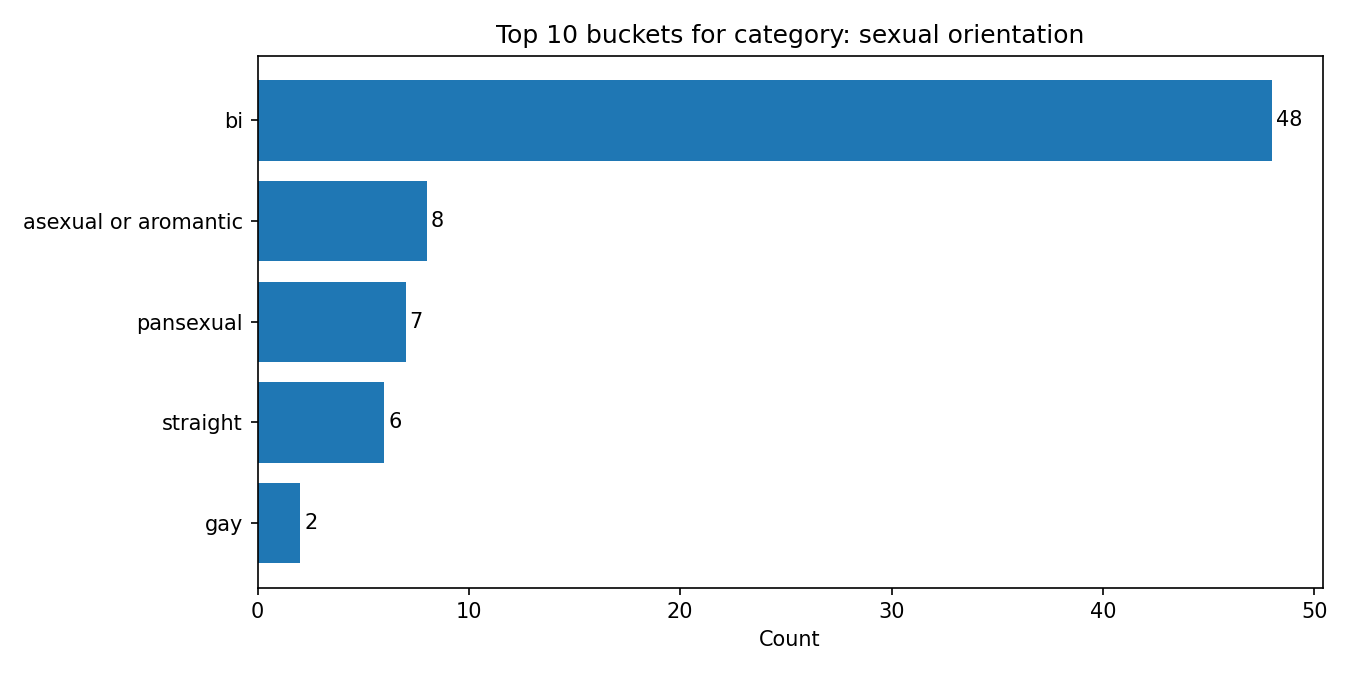 Top 10 buckets for category: sexual orientation
bi
48
asexual or aromantic
8
pansexual
7
straight
6
gay
2
0 10 20 30 40 50
Count